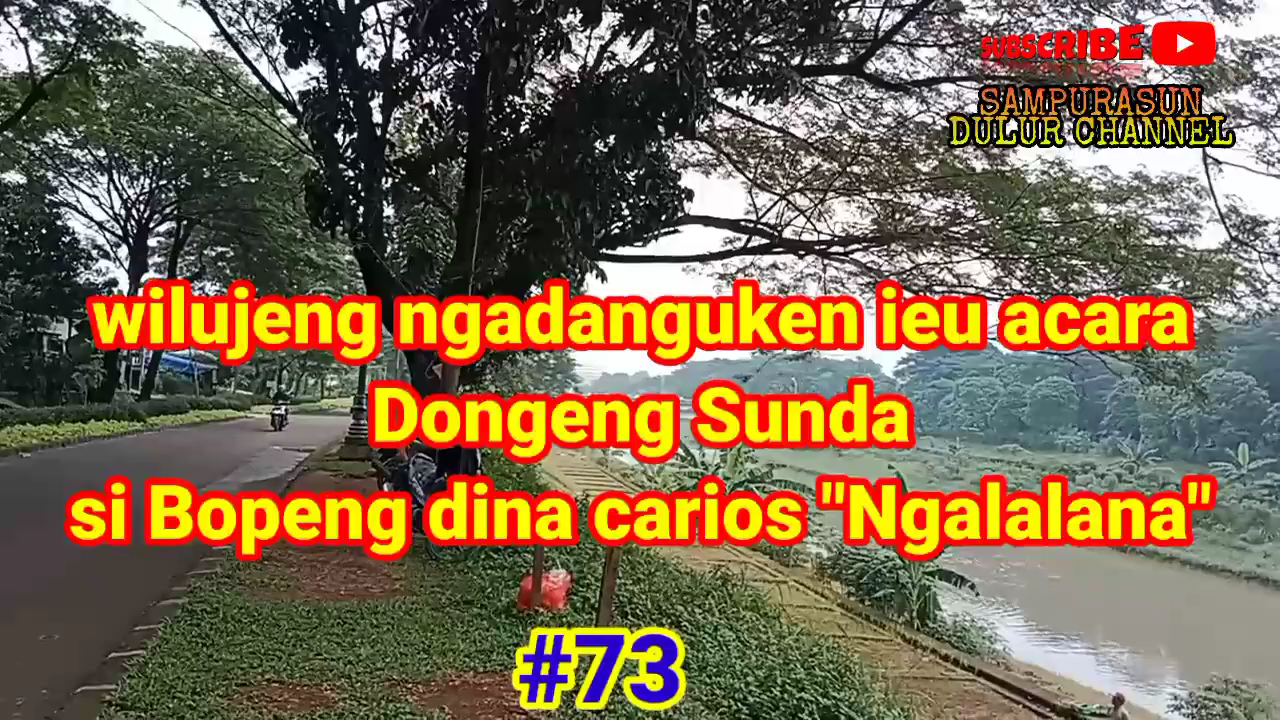 SUBSCRIBE
SAMPURASUN
DULUR CHANNEL
wilujeng ngadanguken ieu acara
Dongeng Sunda
si Bopeng dina carios "Ngalalana"
#73